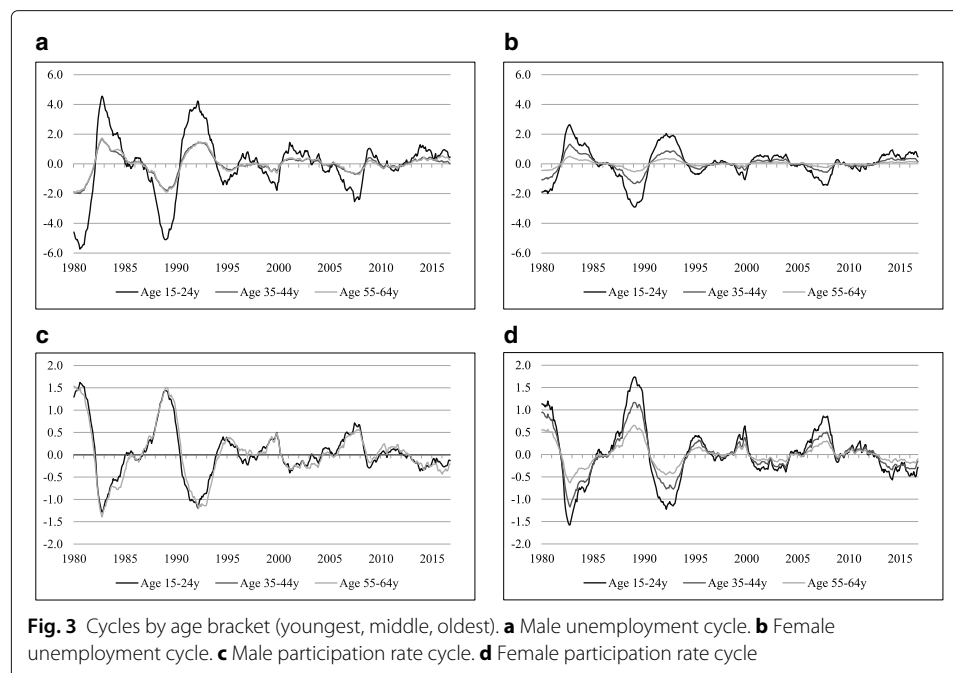 a
6.0
4.0
2.0
0.0
-2.0
-4.0
-6.0
1980 1985 1990 1995 2000 2005 2010 2015
Age 15-24y Age 35-44y Age 55-64y
b
6.0
4.0
2.0
0.0
-2.0
-4.0
-6.0
1980 1985 1990 1995 2000 2005 2010 2015
Age 15-24y Age 35-44y Age 55-64y
c
2.0
1.5
1.0
0.5
0.0
-0.5
-1.0
-1.5
-2.0
1980 1985 1990 1995 2000 2005 2010 2015
Age 15-24y Age 35-44y Age 55-64y
d
2.0
1.5
1.0
0.5
0.0
-0.5
-1.0
-1.5
-2.0
1980 1985 1990 1995 2000 2005 2010 2015
Age 15-24y Age 35-44y Age 55-64y
Fig. 3 Cycles by age bracket (youngest, middle, oldest). a Male unemployment cycle. b Female
unemployment cycle. c Male participation rate cycle. d Female participation rate cycle